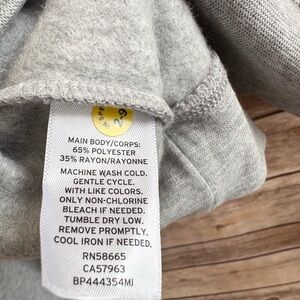 MAIN BODY/CORPS:
65% POLYESTER
35% RAYON/RAYONNE
MACHINE WASH COLD.
GENTLE CYCLE.
WITH LIKE COLORS.
ONLY NON-CHLORINE
BLEACH IF NEEDED.
TUMBLE DRY LOW.
REMOVE PROMPTLY.
COOL IRON IF NEEDED.
RN58665
CA57963
BP444354MI